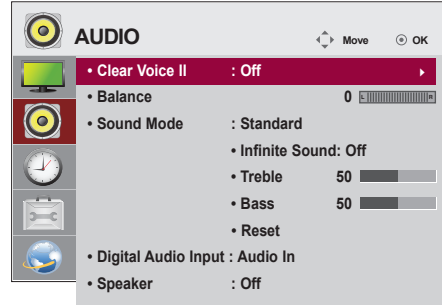 AUDIO Move OK
• Clear Voice II : Off
• Balance 0 L R
• Sound Mode : Standard
• Infinite Sound: Off
• Treble 50
• Bass 50
• Reset
• Digital Audio Input : Audio In
• Speaker : Off